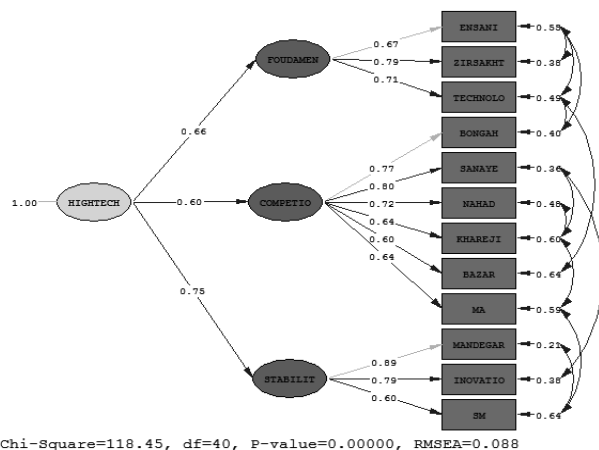 ENSANI
0.55
0.67
FOUDAMEN
0.79
ZIRSAKHT
0.38
0.71
TECHNOLO
0.49
0.66
BONGAH
0.40
0.77
SANAYE
0.36
0.80
1.00
HIGHTECH
0.60
COMPETIO
0.72
NAHAD
0.48
0.64
KHAREJI
0.60
0.60
BAZAR
0.64
0.64
MA
0.59
0.75
MANDEGAR
0.21
0.89
STABILIT
0.79
INOVATIO
0.38
0.60
SM
0.64
Chi-Square=118.45, df=40, P-value=0.00000, RMSEA=0.088